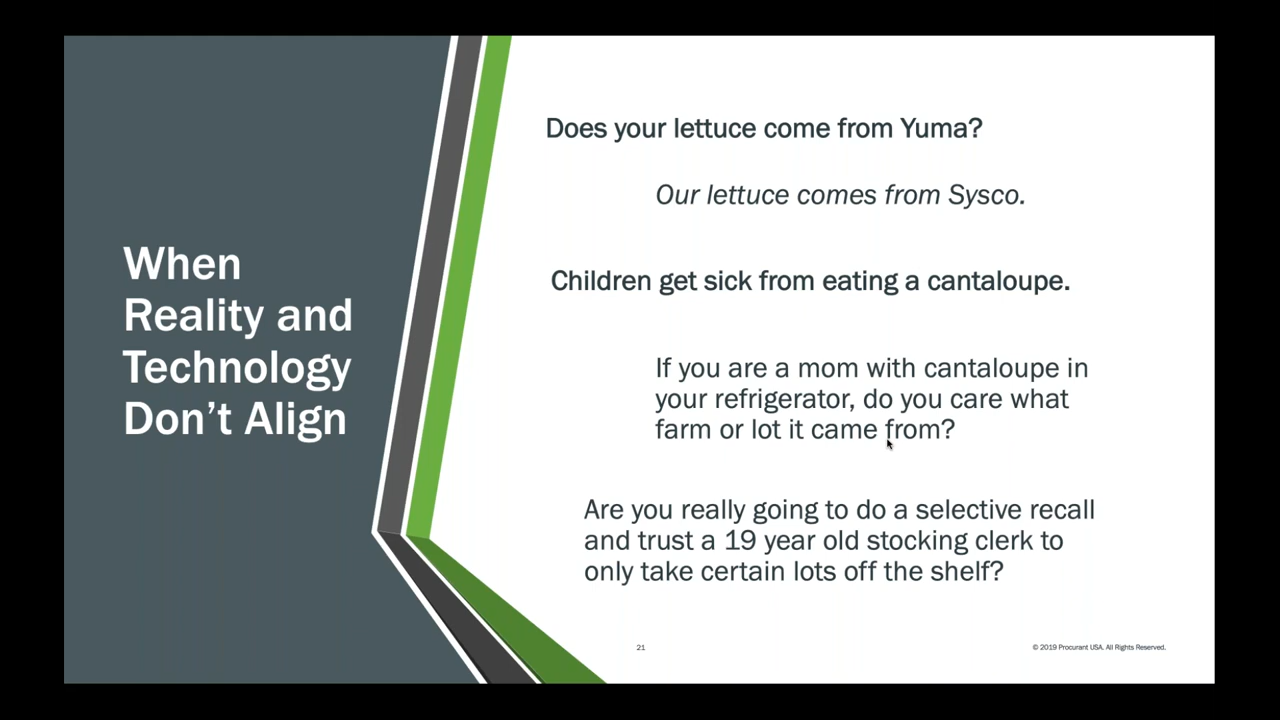 When
Reality and
Technology
Don’t Align
Does your lettuce come from Yuma?
Our lettuce comes from Sysco.
Children get sick from eating a cantaloupe.
If you are a mom with cantaloupe in
your refrigerator, do you care what
farm or lot it came from?
Are you really going to do a selective recall
and trust a 19 year old stocking clerk to
only take certain lots off the shelf?
21
© 2019 Procurant USA. All Rights Reserved.